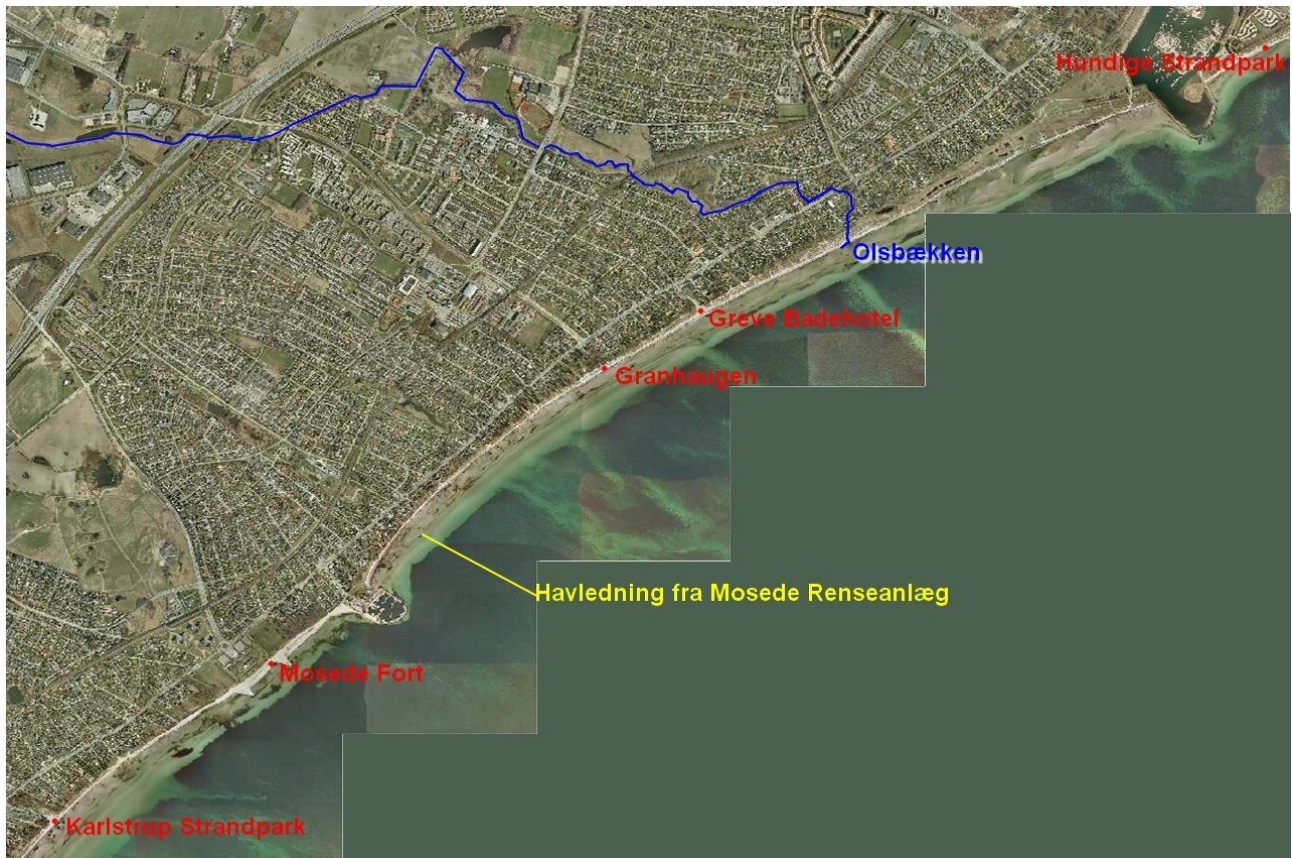 Hundige Strandpark
Olsbækken
Greve Badehotel
Granhaugen
Havledning fra Mosede Renseanlæg
Mosede Fort
Karlstrup Strandpark